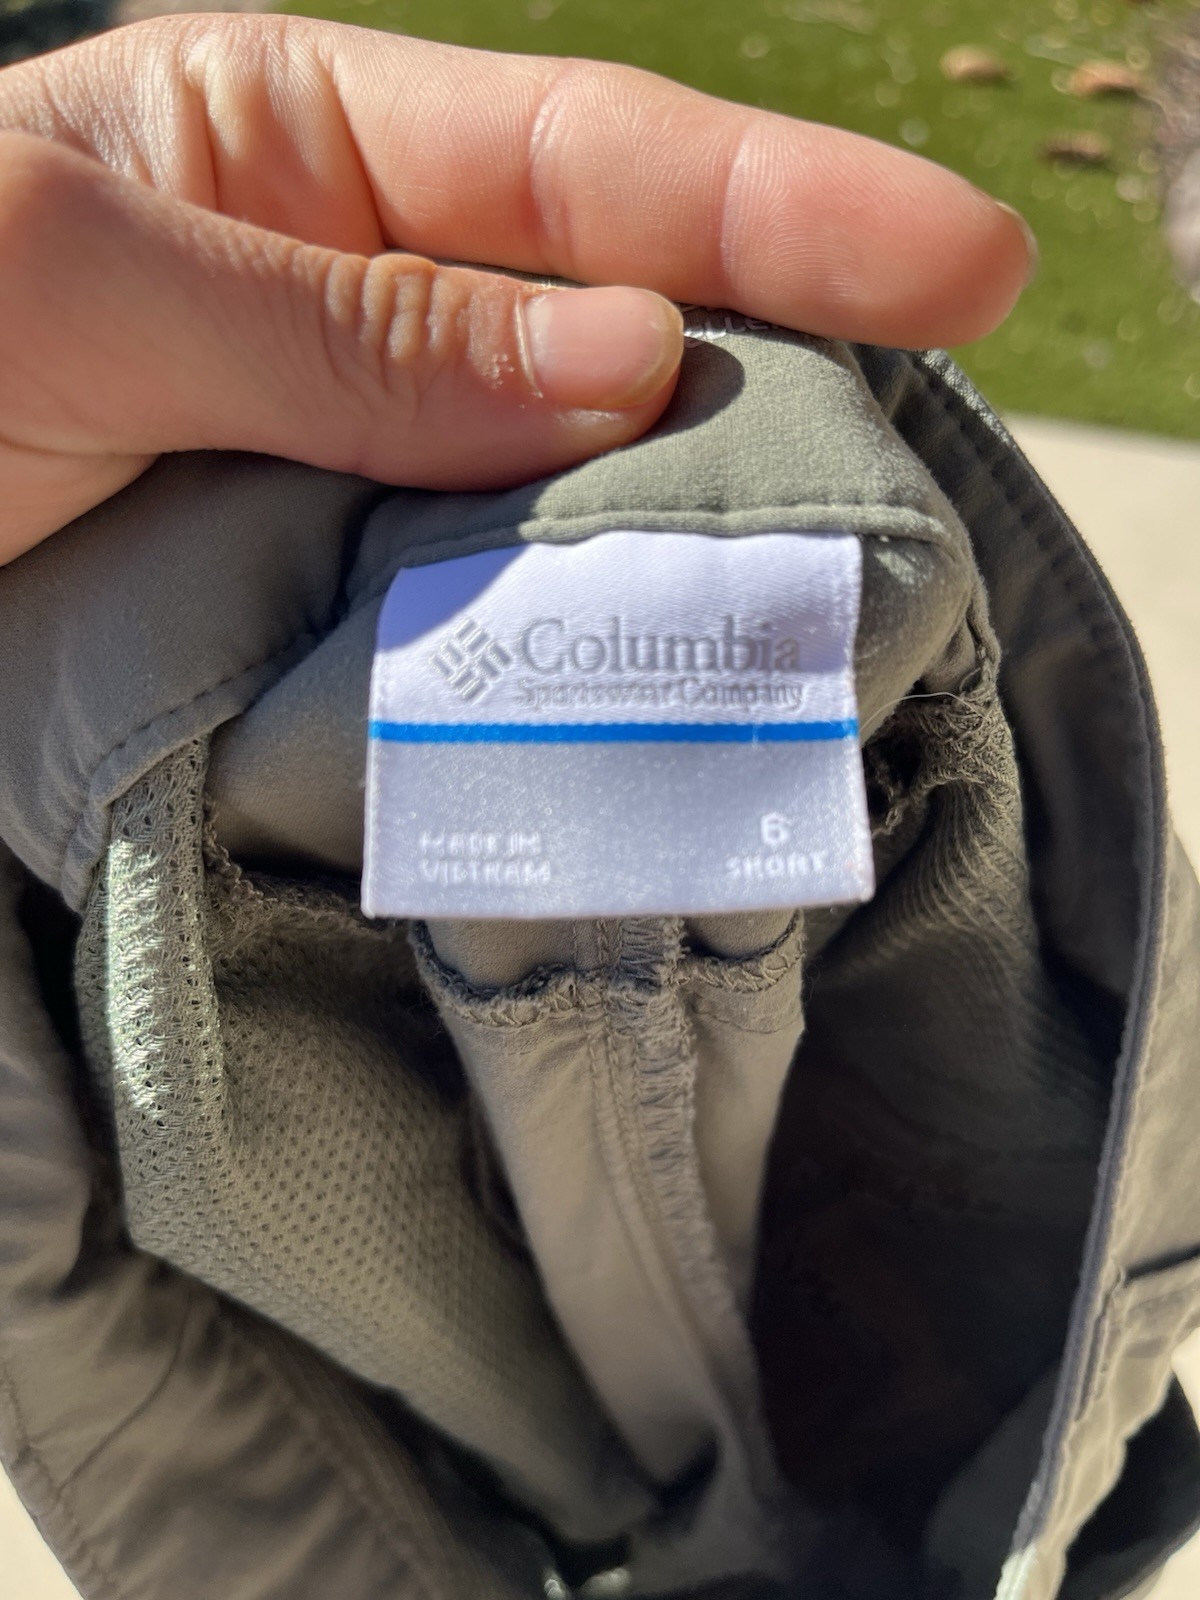 Columbia
Sportswear Company
MADE IN
VIETNAM
6
SHORT